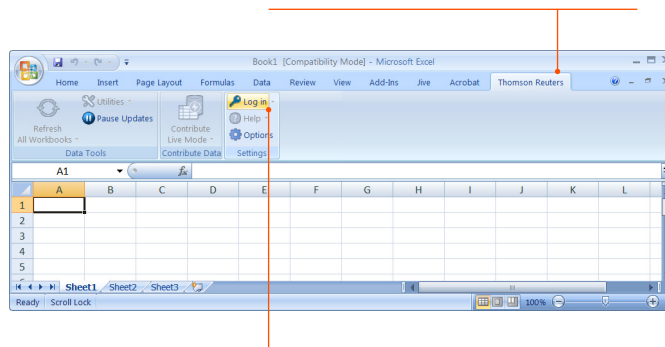 Book1 [Compatibility Mode] - Microsoft Excel
Home Insert Page Layout Formulas Data Review View Add-Ins Jive Acrobat Thomson Reuters
Refresh All Workbooks
Utilities
Pause Updates
Data Tools
Contribute Live Mode
Contribute Data
Log in
Help
Options
Settings
A1 fx
A B C D E F G H I J K L
1
2
3
4
5
Sheet1 Sheet2 Sheet3
Ready Scroll Lock 100%